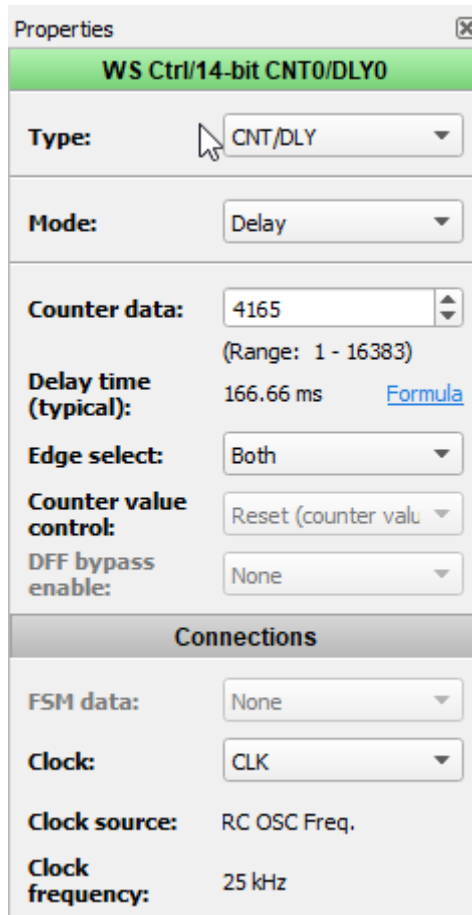 Properties
WS Ctrl/14-bit CNT0/DLY0
Type: CNT/DLY
Mode: Delay
Counter data: 4165
(Range: 1 - 16383)
Delay time
(typical): 166.66 ms Formula
Edge select: Both
Counter value
control: Reset (counter valu
DFF bypass
enable: None
Connections
FSM data: None
Clock: CLK
Clock source: RC OSC Freq.
Clock
frequency: 25 kHz